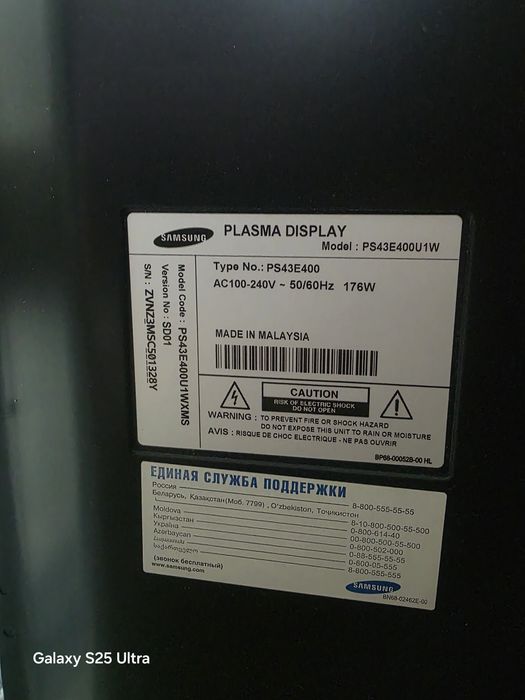 SAMSUNG
PLASMA DISPLAY
Model : PS43E400U1W
Type No.: PS43E400
AC100-240V ~ 50/60Hz 176W
MADE IN MALAYSIA
Model Code : PS43E400U1WXMS
Version No : SD01
S/N : ZVNZ3MSC501328Y
CAUTION
RISK OF ELECTRIC SHOCK
DO NOT OPEN
WARNING : TO PREVENT FIRE OR SHOCK HAZARD
DO NOT EXPOSE THIS UNIT TO RAIN OR MOISTURE
AVIS : RISQUE DE CHOC ELECTRIQUE - NE PAS OUVRIR
BP68-00052B-00 HL
ЕДИНАЯ СЛУЖБА ПОДДЕРЖКИ
Россия 8-800-555-55-55
Беларусь, Казахстан(Моб. 7799) , O'zbekiston, Тоҷикистон
8-10-800-500-55-500
Moldova 0-800-614-40
Кыргызстан 00-800-500-55-500
Україна 0-800-502-000
Azərbaycan 0-88-555-55-55
Հայաստան 0-800-05-555
საქართველო 8-800-555-555
(звонок бесплатный)
www.samsung.com
SAMSUNG
BN68-02462E-00
Galaxy S25 Ultra